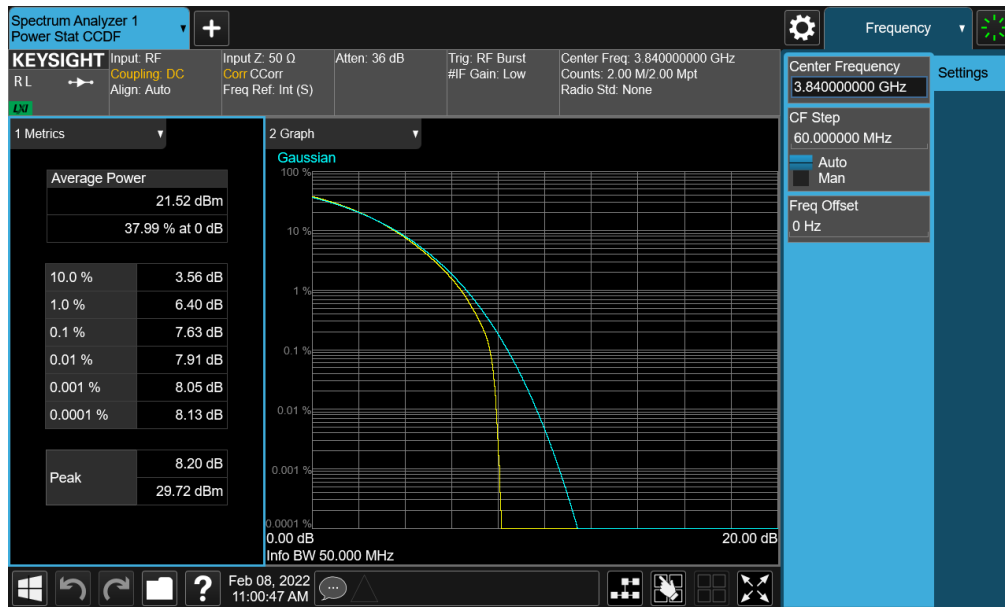 Spectrum Analyzer 1
Power Stat CCDF
Frequency
KEYSIGHT
RL
LXI
Input: RF
Coupling: DC
Align: Auto
Input Z: 50 Ω
Corr CCorr
Freq Ref: Int (S)
Atten: 36 dB
Trig: RF Burst
#IF Gain: Low
Center Freq: 3.840000000 GHz
Counts: 2.00 M/2.00 Mpt
Radio Std: None
Center Frequency
3.840000000 GHz
Settings
CF Step
60.000000 MHz
Auto
Man
Freq Offset
0 Hz
1 Metrics
Average Power
21.52 dBm
37.99 % at 0 dB
10.0 % 3.56 dB
1.0 % 6.40 dB
0.1 % 7.63 dB
0.01 % 7.91 dB
0.001 % 8.05 dB
0.0001 % 8.13 dB
Peak
8.20 dB
29.72 dBm
2 Graph
Gaussian
100 %
10 %
1 %
0.1 %
0.01 %
0.001 %
0.0001 %
0.00 dB 20.00 dB
Info BW 50.000 MHz
?
Feb 08, 2022
11:00:47 AM